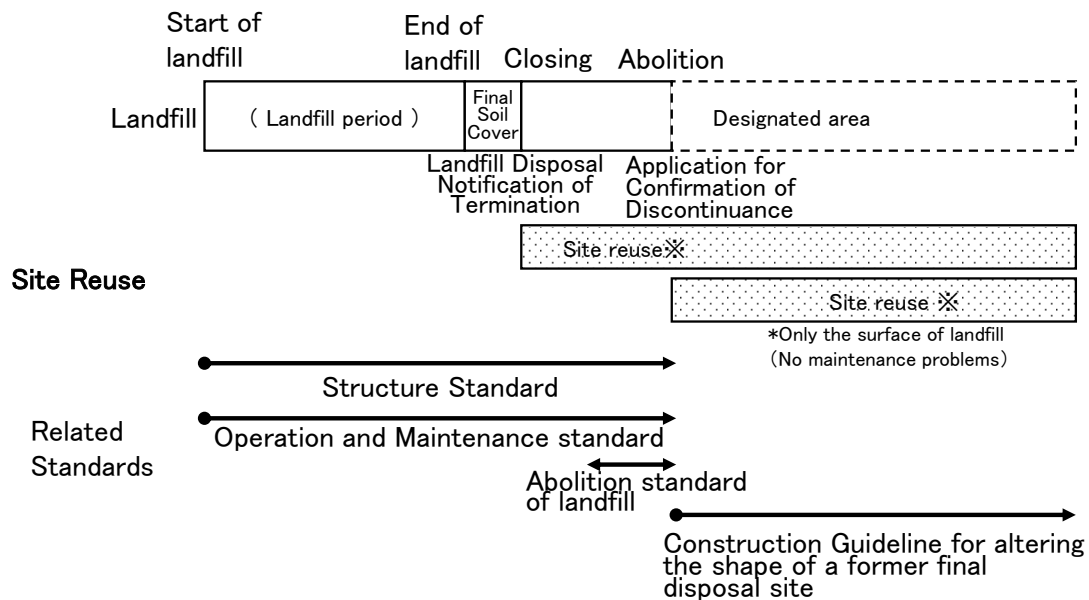 Start of
landfill
End of
landfill
Closing
Abolition
Landfill
（ Landfill period ）
Final
Soil
Cover
Designated area
Landfill Disposal
Notification of
Termination
Application for
Confirmation of
Discontinuance
Site reuse※
Site Reuse
Site reuse ※
*Only the surface of landfill
（No maintenance problems）
Structure Standard
Related
Standards
Operation and Maintenance standard
Abolition standard
of landfill
Construction Guideline for altering
the shape of a former final
disposal site